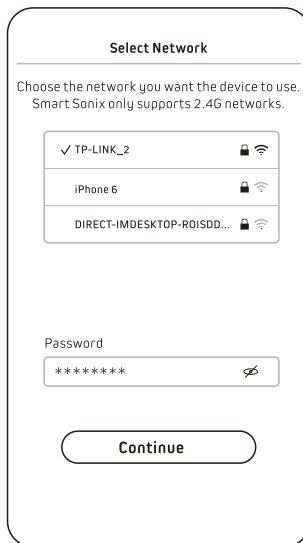 Select Network
Choose the network you want the device to use.
Smart Sonix only supports 2.4G networks.
✓ TP-LINK_2
iPhone 6
DIRECT-IMDESKTOP-ROISDD...
Password
********
Continue